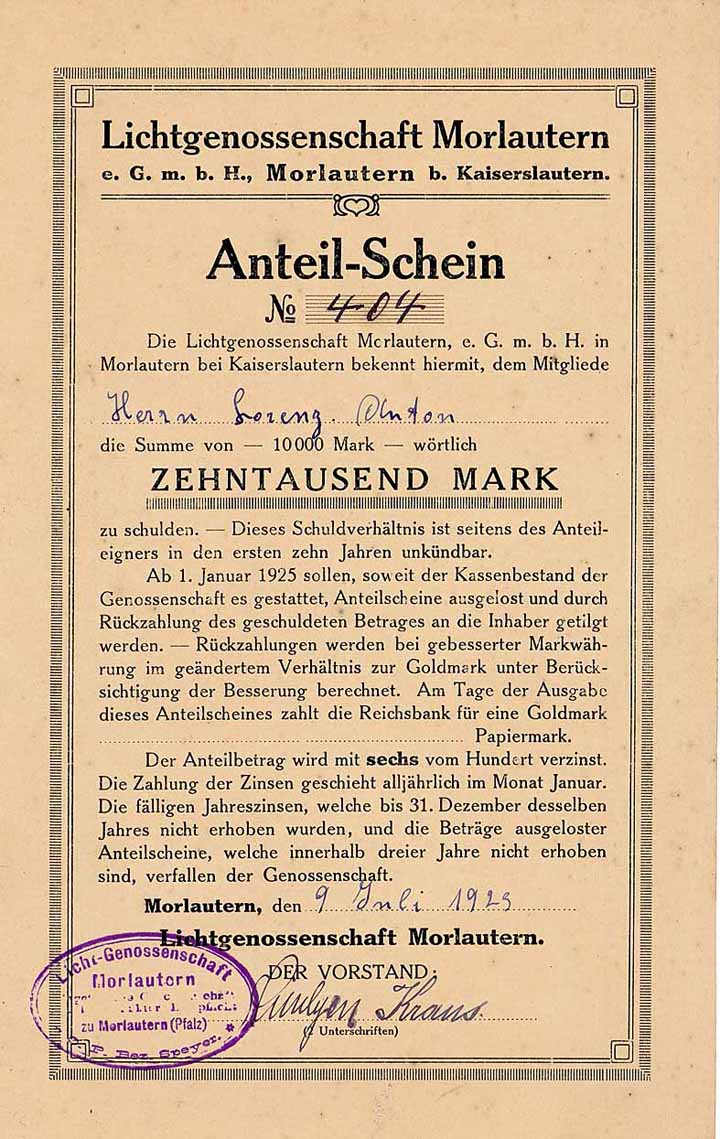 Lichtgenossenschaft Morlautern
e. G. m. b. H., Morlautern b. Kaiserslautern.
Anteil-Schein
No 404
Die Lichtgenossenschaft Morlautern, e. G. m. b. H. in
Morlautern bei Kaiserslautern bekennt hiermit, dem Mitgliede
Herrn Lorenz Anton
die Summe von — 10000 Mark — wörtlich
ZEHNTAUSEND MARK
zu schulden. — Dieses Schuldverhältnis ist seitens des Anteil-
eigners in den ersten zehn Jahren unkündbar.
Ab 1. Januar 1925 sollen, soweit der Kassenbestand der
Genossenschaft es gestattet, Anteilscheine ausgelost und durch
Rückzahlung des geschuldeten Betrages an die Inhaber getilgt
werden. — Rückzahlungen werden bei gebesserter Markwäh-
rung im geändertem Verhältnis zur Goldmark unter Berück-
sichtigung der Besserung berechnet. Am Tage der Ausgabe
dieses Anteilscheines zahlt die Reichsbank für eine Goldmark
Papiermark.
Der Anteilbetrag wird mit sechs vom Hundert verzinst.
Die Zahlung der Zinsen geschieht alljährlich im Monat Januar.
Die fälligen Jahreszinsen, welche bis 31. Dezember desselben
Jahres nicht erhoben wurden, und die Beträge ausgeloster
Anteilscheine, welche innerhalb dreier Jahre nicht erhoben
sind, verfallen der Genossenschaft.
Morlautern, den 9 Juli 1923
Lichtgenossenschaft Morlautern.
DER VORSTAND:
Kraus.
(2 Unterschriften)
Licht-Genossenschaft
Morlautern
zu Morlautern (Pfalz)
P. Bez. Speyer.